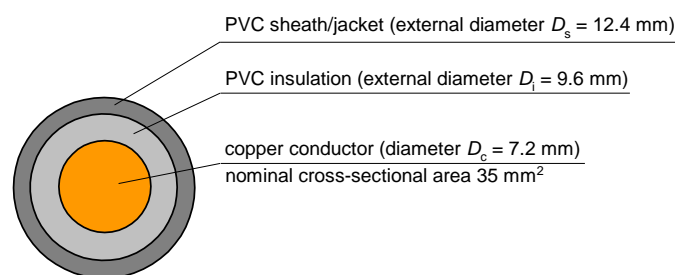 PVC sheath/jacket (external diameter Dₛ = 12.4 mm)
PVC insulation (external diameter Dᵢ = 9.6 mm)
copper conductor (diameter D꜀ = 7.2 mm)
nominal cross-sectional area 35 mm²